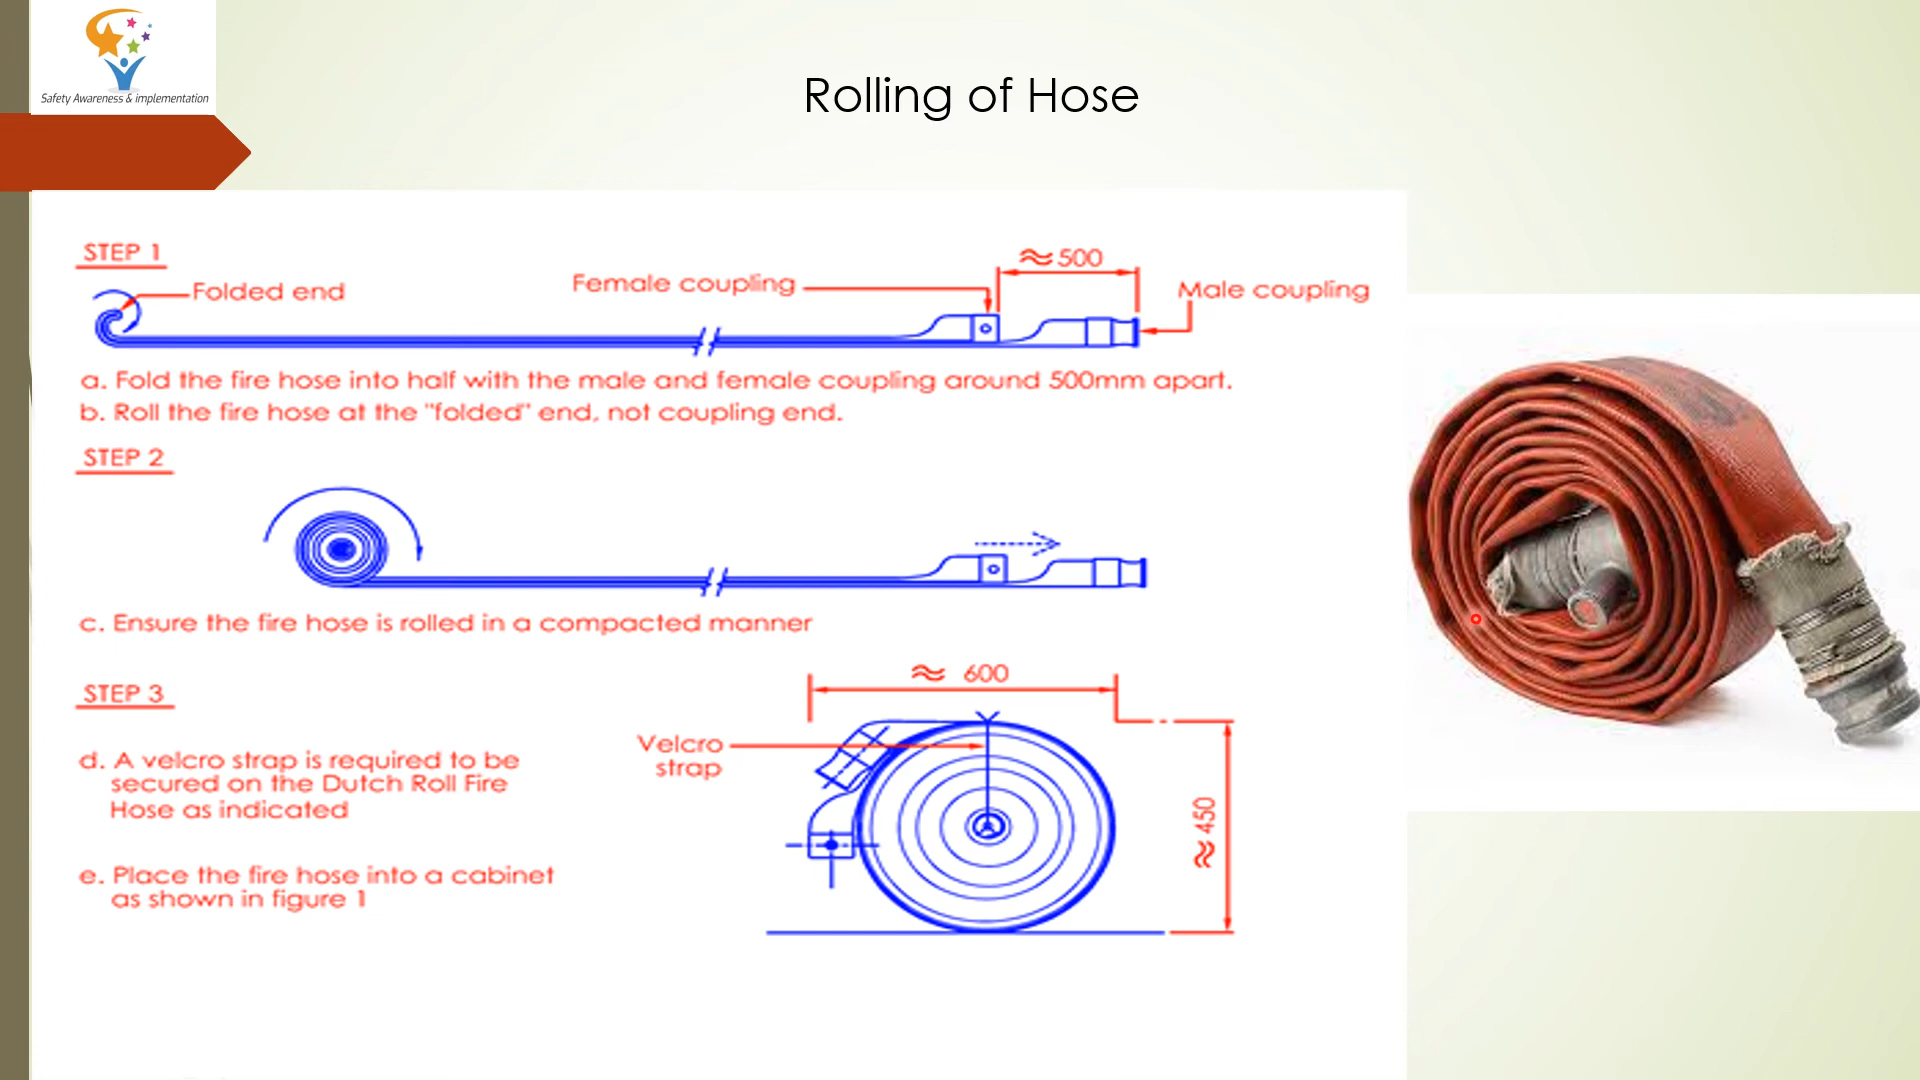 Safety Awareness & implementation
Rolling of Hose
STEP 1
Folded end
Female coupling
≈ 500
Male coupling
a. Fold the fire hose into half with the male and female coupling around 500mm apart.
b. Roll the fire hose at the "folded" end, not coupling end.
STEP 2
c. Ensure the fire hose is rolled in a compacted manner
STEP 3
≈ 600
Velcro
strap
≈ 450
d. A velcro strap is required to be
secured on the Dutch Roll Fire
Hose as indicated
e. Place the fire hose into a cabinet
as shown in figure 1